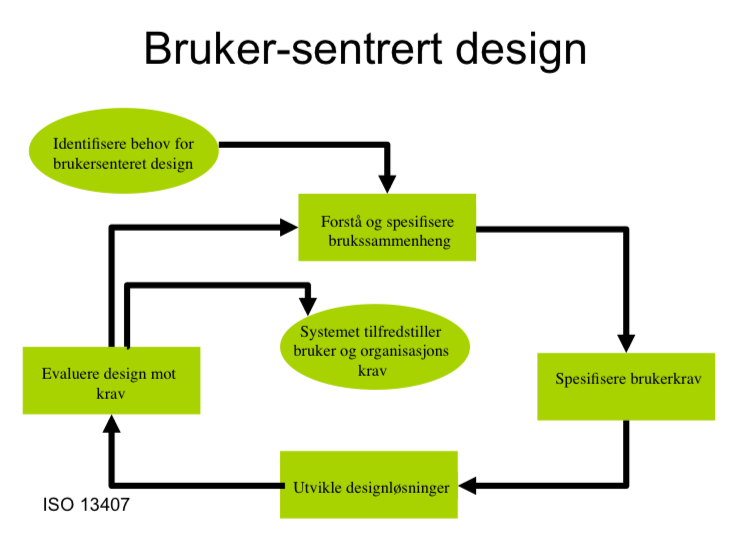 Bruker-sentrert design
Identifisere behov for
brukersenteret design
Forstå og spesifisere
brukssammenheng
Systemet tilfredstiller
bruker og organisasjons
krav
Evaluere design mot
krav
Spesifisere brukerkrav
Utvikle designløsninger
ISO 13407